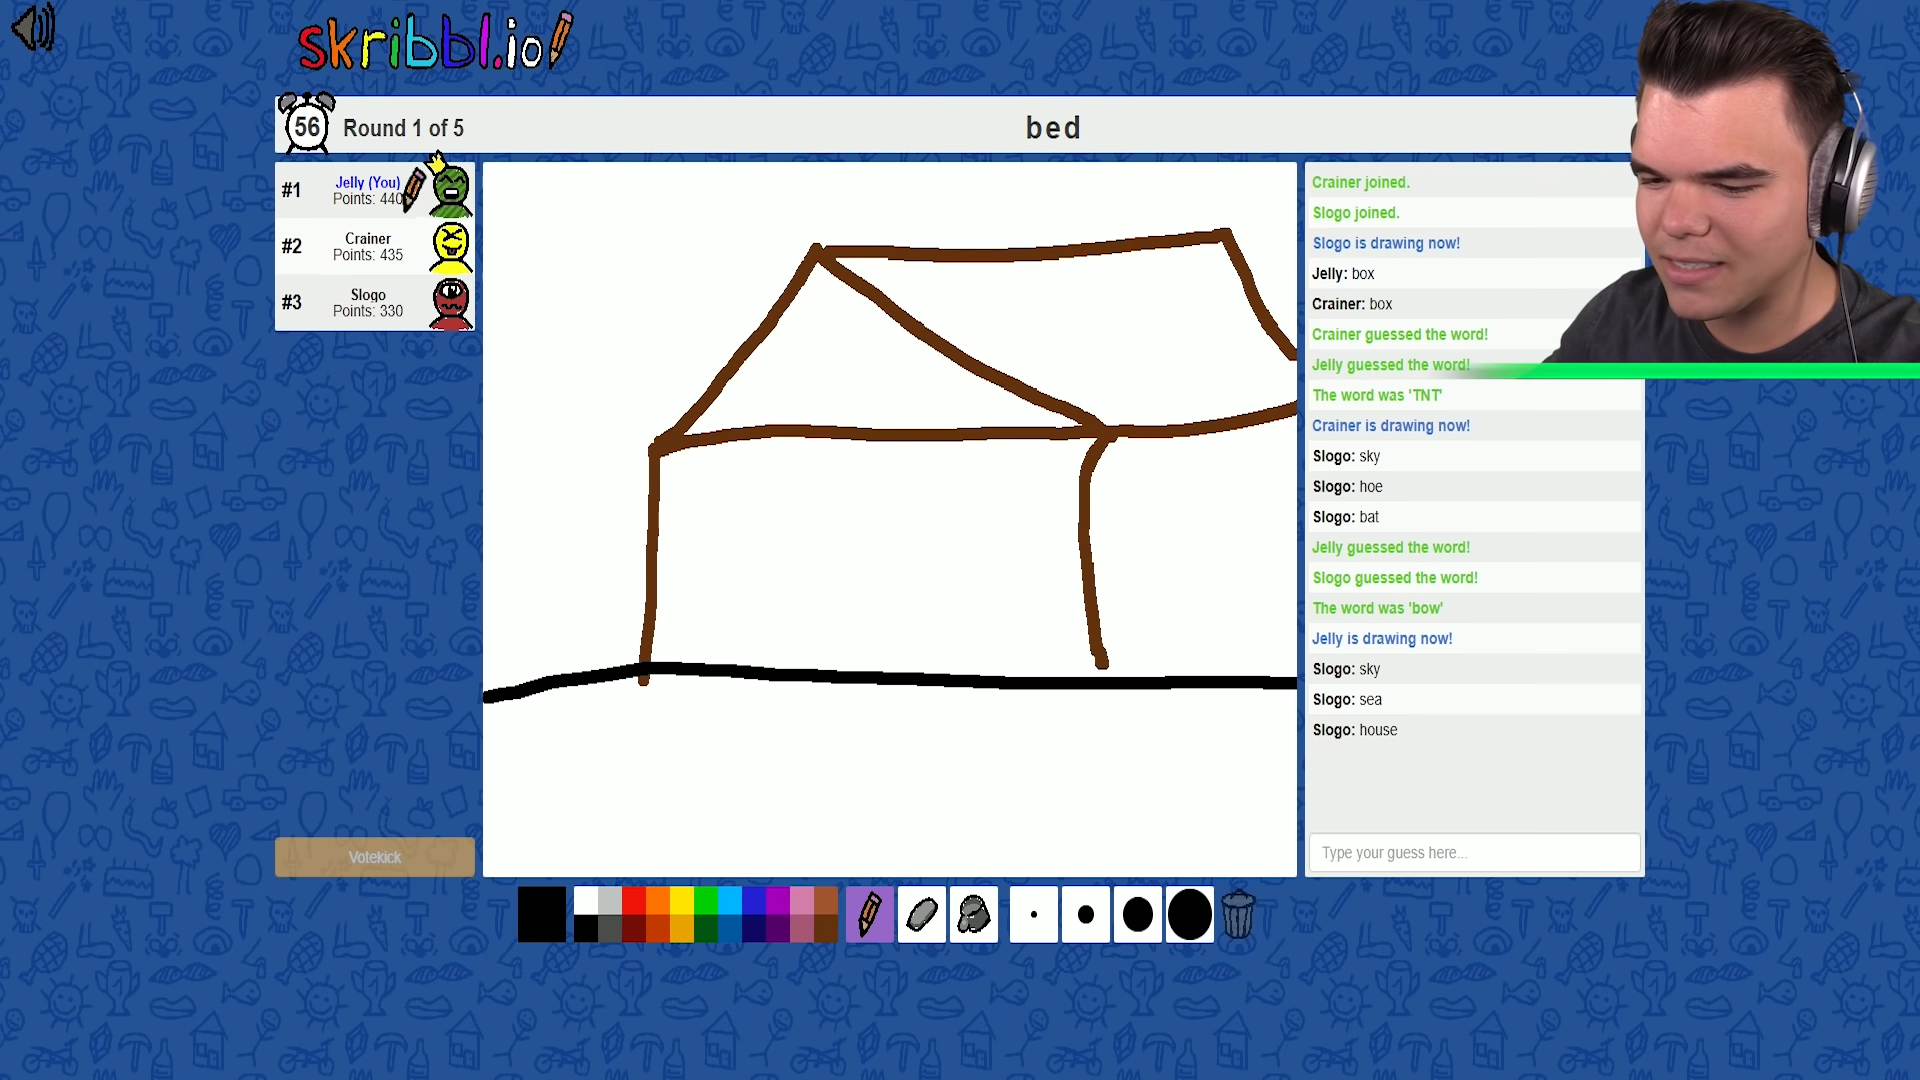 skribbl.io
56
Round 1 of 5
bed
#1
Jelly (You)
Points: 440
#2
Crainer
Points: 435
#3
Slogo
Points: 330
Votekick
Crainer joined.
Slogo joined.
Slogo is drawing now!
Jelly: box
Crainer: box
Crainer guessed the word!
Jelly guessed the word!
The word was 'TNT'
Crainer is drawing now!
Slogo: sky
Slogo: hoe
Slogo: bat
Jelly guessed the word!
Slogo guessed the word!
The word was 'bow'
Jelly is drawing now!
Slogo: sky
Slogo: sea
Slogo: house
Type your guess here...